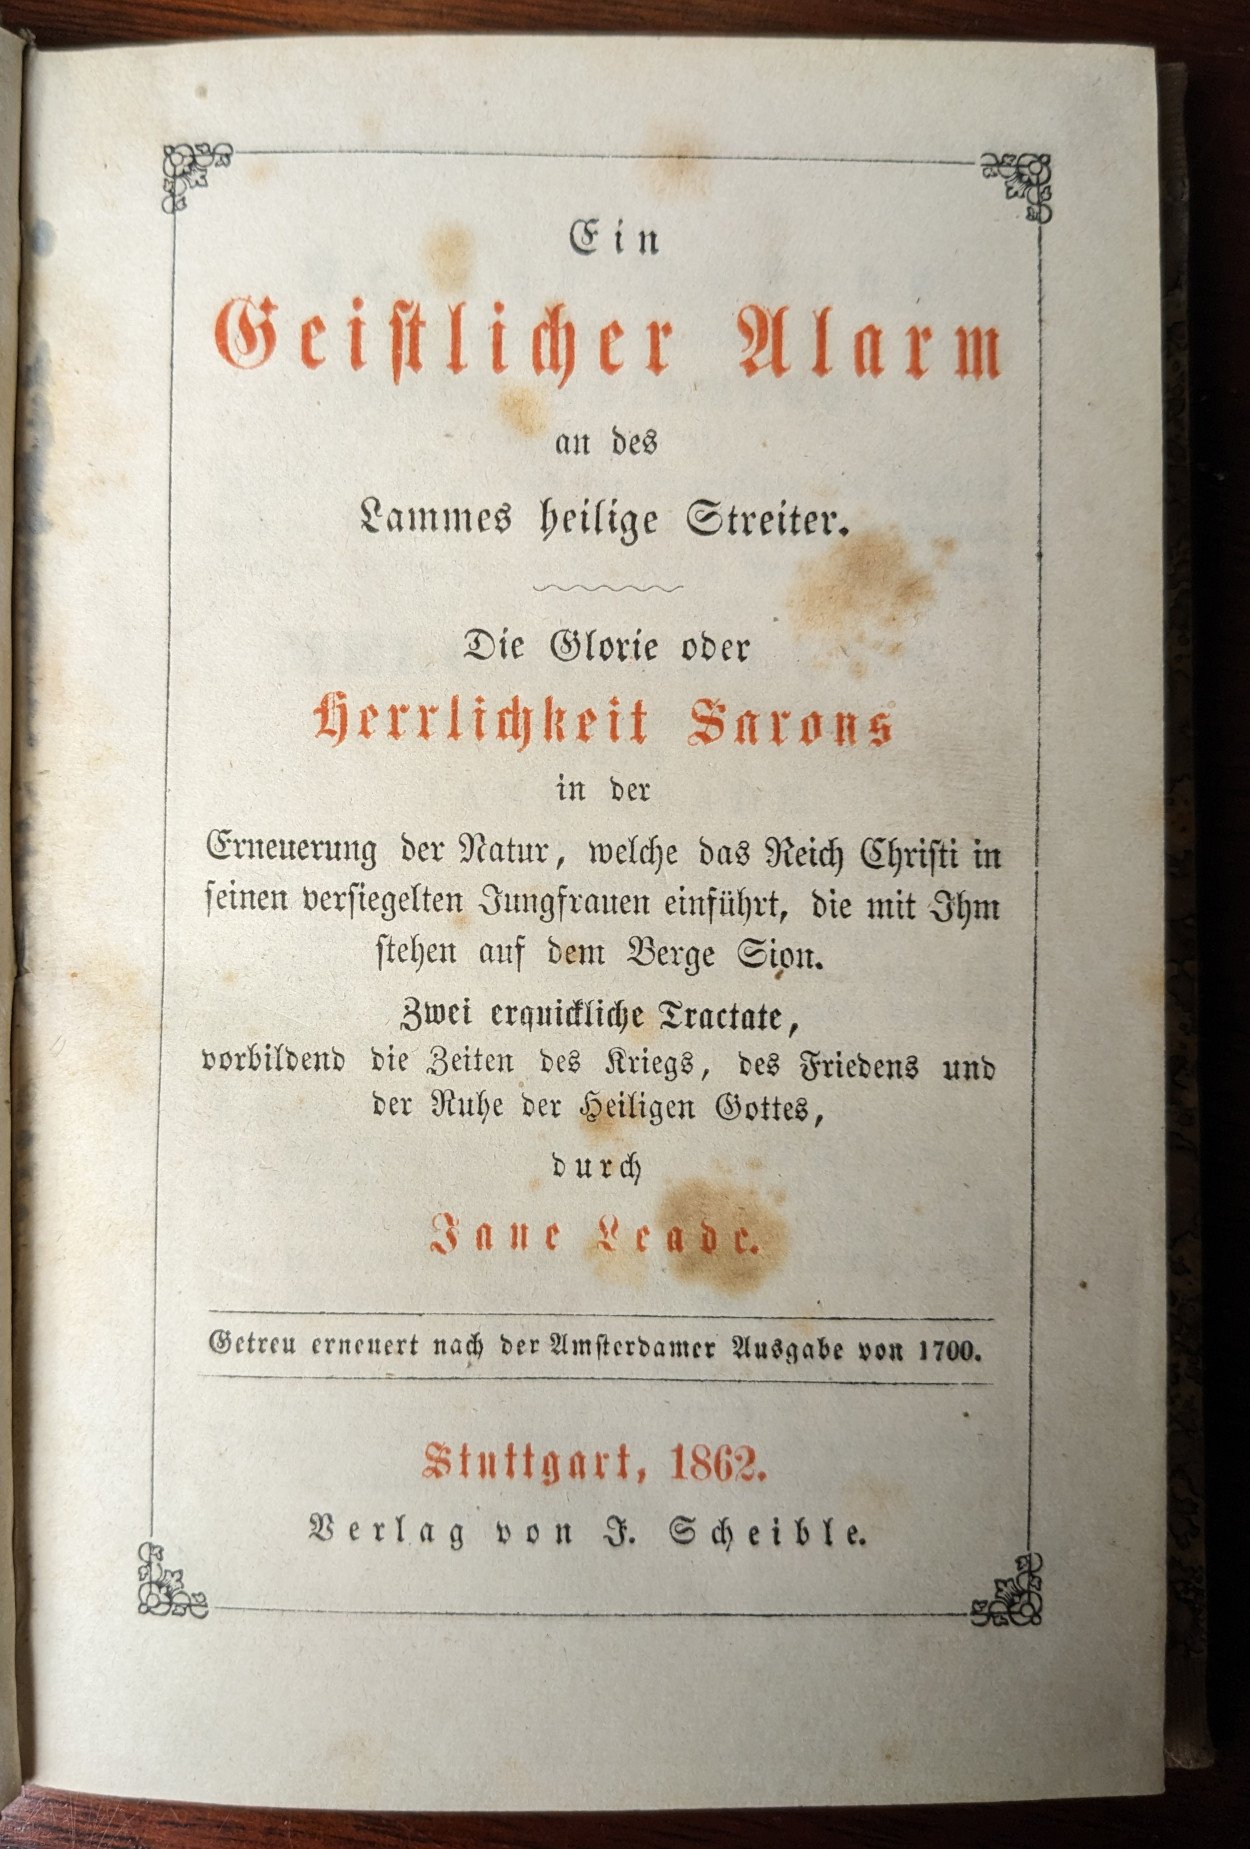 Ein
Geistlicher Alarm
an des
Lammes heilige Streiter.
Die Glorie oder
Herrlichkeit Sarons
in der
Erneuerung der Natur, welche das Reich Christi in
seinen versiegelten Jungfrauen einführt, die mit Ihm
stehen auf dem Berge Sion.
Zwei erquickliche Tractate,
vorbildend die Zeiten des Kriegs, des Friedens und
der Ruhe der Heiligen Gottes,
durch
Jane Leade.
Getreu erneuert nach der Amsterdamer Ausgabe von 1700.
Stuttgart, 1862.
Verlag von J. Scheible.